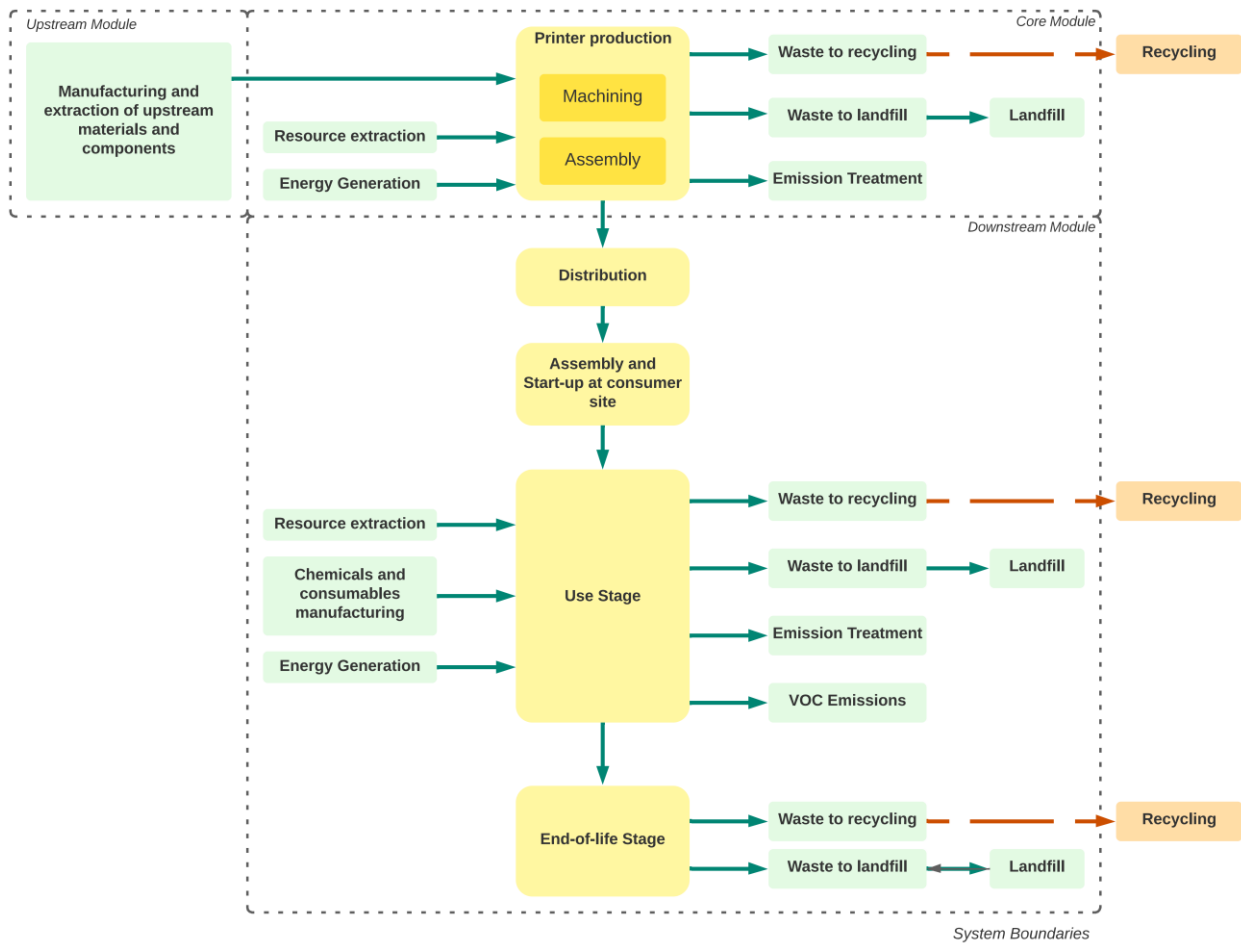 Upstream Module
Core Module
Manufacturing and
extraction of upstream
materials and
components
Printer production
Machining
Assembly
Resource extraction
Energy Generation
Waste to recycling
Recycling
Waste to landfill
Landfill
Emission Treatment
Downstream Module
Distribution
Assembly and
Start-up at consumer
site
Resource extraction
Chemicals and
consumables
manufacturing
Energy Generation
Use Stage
Waste to recycling
Recycling
Waste to landfill
Landfill
Emission Treatment
VOC Emissions
End-of-life Stage
Waste to recycling
Recycling
Waste to landfill
Landfill
System Boundaries